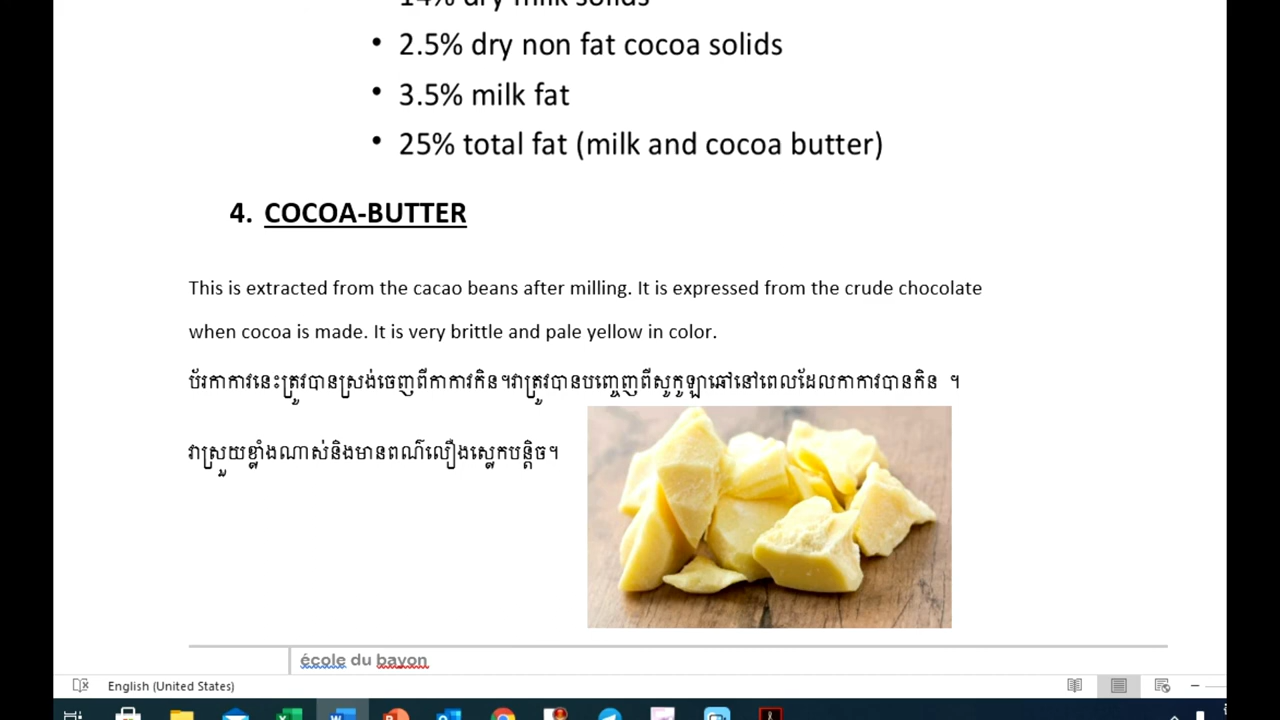 14% dry milk solids
• 2.5% dry non fat cocoa solids
• 3.5% milk fat
• 25% total fat (milk and cocoa butter)
4. COCOA-BUTTER
This is extracted from the cacao beans after milling. It is expressed from the crude chocolate
when cocoa is made. It is very brittle and pale yellow in color.
ប័រកាកាវនេះត្រូវបានស្រង់ចេញពីកាកាវកិន។វាត្រូវបានបញ្ចេញពីសូកូឡាឆៅនៅពេលដែលកាកាវបានកិន ។
វាស្រួយខ្លាំងណាស់និងមានពណ៌លឿងស្លេកបន្តិច។
école du bayon
English (United States)